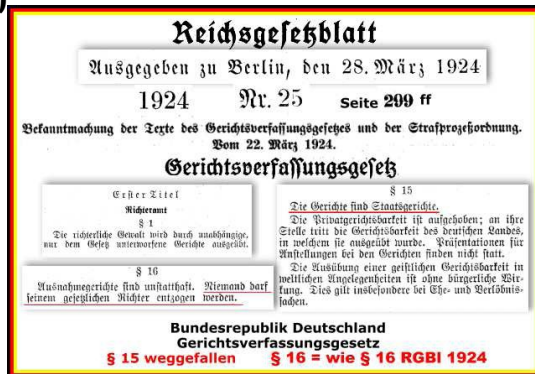 Reichsgesetzblatt
Ausgegeben zu Berlin, den 28. März 1924
1924 Nr. 25 Seite 299 ff
Bekanntmachung der Texte des Gerichtsverfassungsgesetzes und der Strafprozeßordnung.
Vom 22. März 1924.
Gerichtsverfassungsgesetz
Erster Titel
Richteramt
§ 1
Die richterliche Gewalt wird durch unabhängige,
nur dem Gesetz unterworfene Gerichte ausgeübt.
§ 16
Ausnahmegerichte sind unstatthaft. Niemand darf
seinem gesetzlichen Richter entzogen werden.
§ 15
Die Gerichte sind Staatsgerichte.
Die Privatgerichtsbarkeit ist aufgehoben; an ihre
Stelle tritt die Gerichtsbarkeit des deutschen Landes,
in welchem sie ausgeübt wurde. Präsentationen für
Anstellungen bei den Gerichten finden nicht statt.
Die Ausübung einer geistlichen Gerichtsbarkeit in
weltlichen Angelegenheiten ist ohne bürgerliche Wir-
kung. Dies gilt insbesondere bei Ehe- und Verlöbnis-
sachen.
Bundesrepublik Deutschland
Gerichtsverfassungsgesetz
§ 15 weggefallen § 16 = wie § 16 RGBl 1924